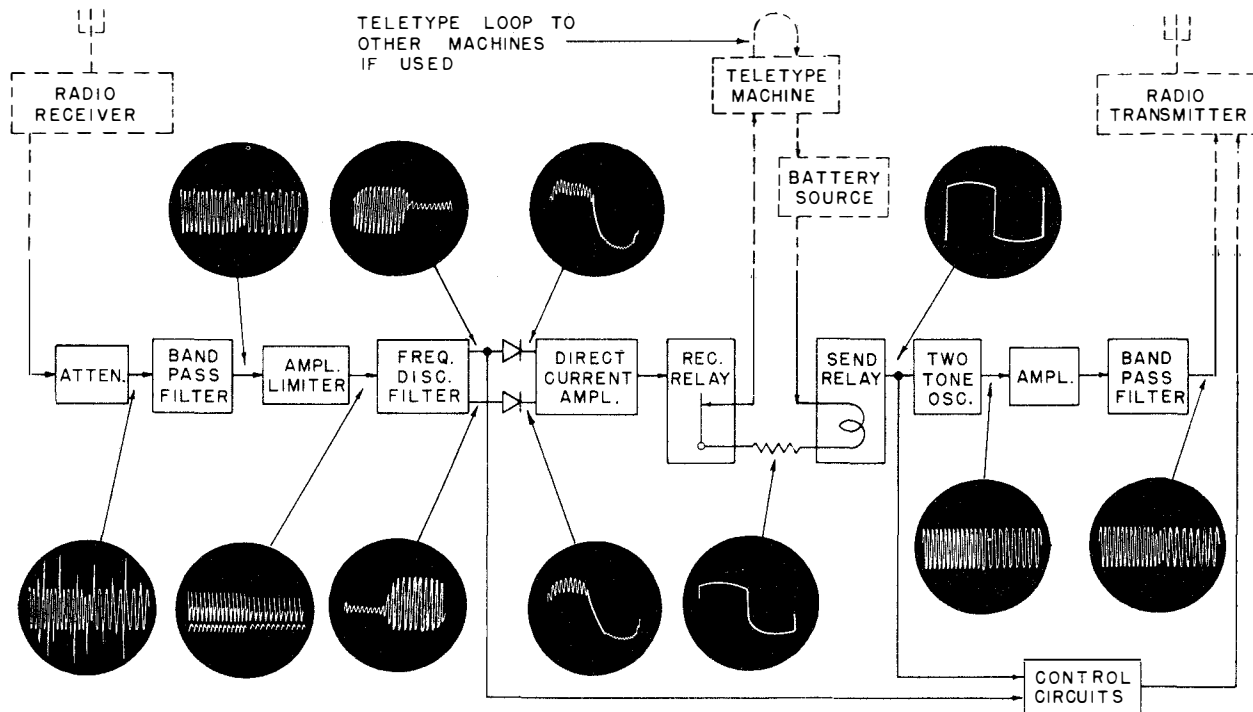 TELETYPE LOOP TO
OTHER MACHINES
IF USED
RADIO
RECEIVER
TELETYPE
MACHINE
RADIO
TRANSMITTER
BATTERY
SOURCE
ATTEN.
BAND
PASS
FILTER
AMPL.
LIMITER
FREQ.
DISC.
FILTER
DIRECT
CURRENT
AMPL.
REC.
RELAY
SEND
RELAY
TWO
TONE
OSC.
AMPL.
BAND
PASS
FILTER
CONTROL
CIRCUITS